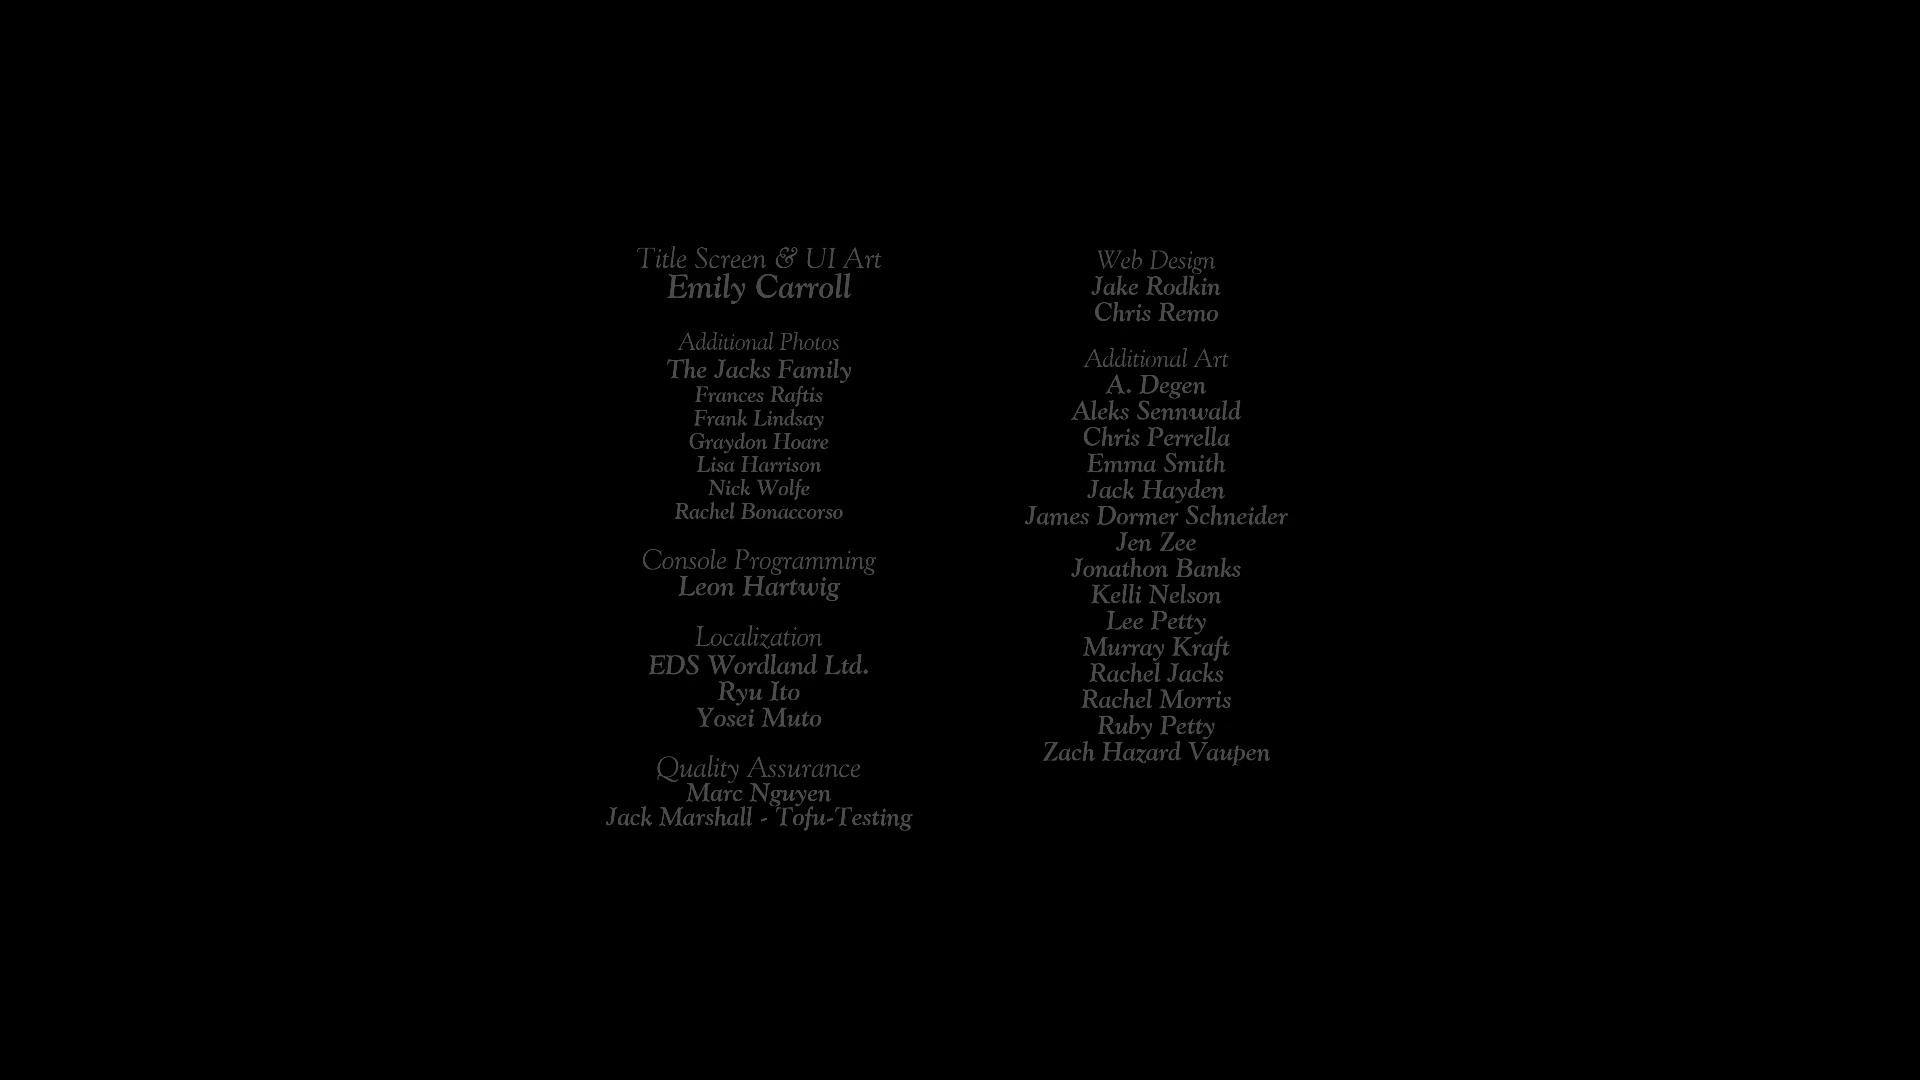 Title Screen & UI Art
Emily Carroll
Additional Photos
The Jacks Family
Frances Raftis
Frank Lindsay
Graydon Hoare
Lisa Harrison
Nick Wolfe
Rachel Bonaccorso
Console Programming
Leon Hartwig
Localization
EDS Wordland Ltd.
Ryu Ito
Yosei Muto
Quality Assurance
Marc Nguyen
Jack Marshall - Tofu-Testing
Web Design
Jake Rodkin
Chris Remo
Additional Art
A. Degen
Aleks Sennwald
Chris Perrella
Emma Smith
Jack Hayden
James Dormer Schneider
Jen Zee
Jonathon Banks
Kelli Nelson
Lee Petty
Murray Kraft
Rachel Jacks
Rachel Morris
Ruby Petty
Zach Hazard Vaupen